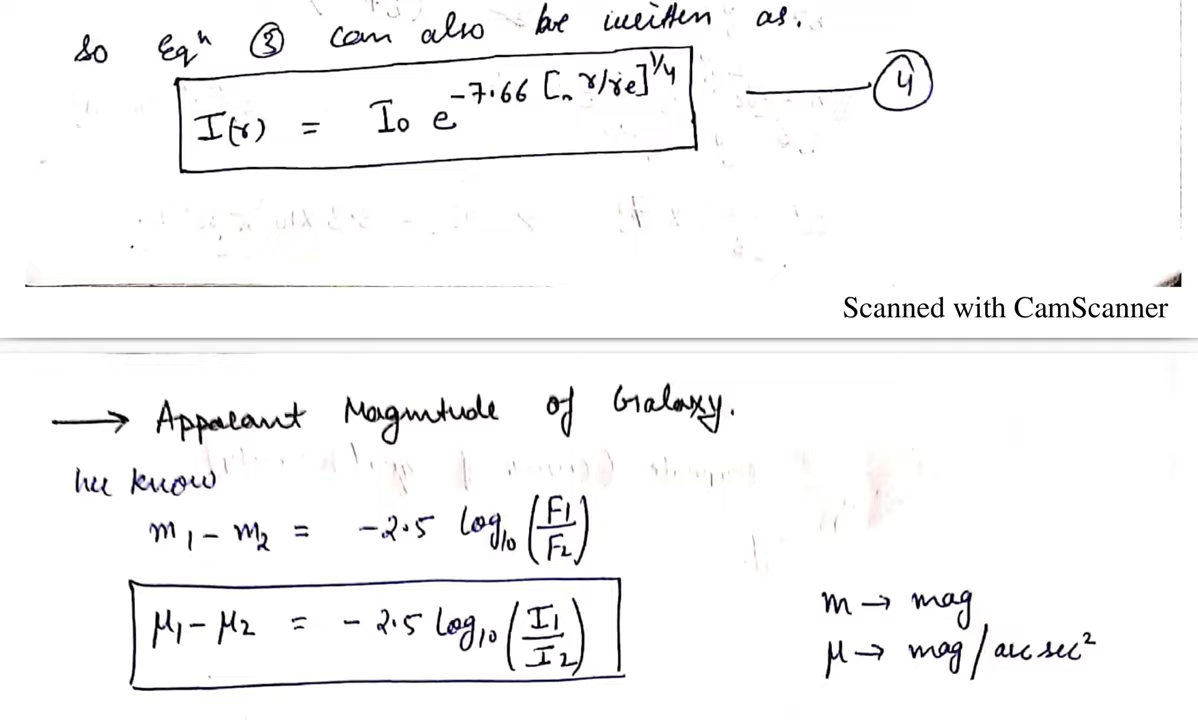 So Eqⁿ ③ can also be written as.
I(r) = I₀ e^{-7.66 [r/re]^{1/4}} ——— ④
Scanned with CamScanner
→ Apparant Magnitude of Galaxy.
We know
m₁ - m₂ = -2.5 log₁₀ (F₁/F₂)
μ₁ - μ₂ = -2.5 log₁₀ (I₁/I₂)
m → mag
μ → mag/arcsec²